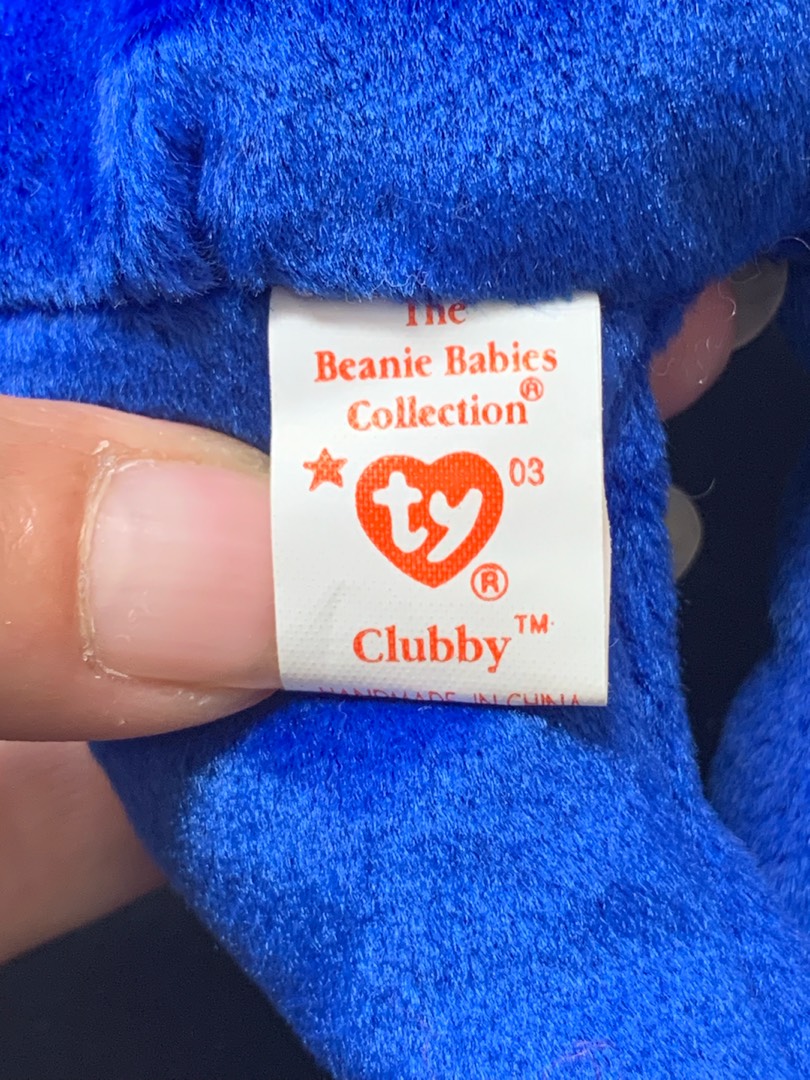 The
Beanie Babies
Collection®
★ ty® 03
Clubby™
HANDMADE IN CHINA